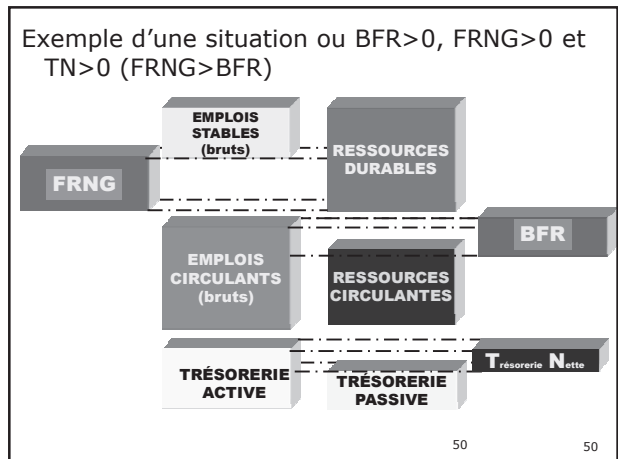 Exemple d’une situation ou BFR>0, FRNG>0 et
TN>0 (FRNG>BFR)
EMPLOIS
STABLES
(bruts)
RESSOURCES
DURABLES
FRNG
BFR
EMPLOIS
CIRCULANTS
(bruts)
RESSOURCES
CIRCULANTES
TRÉSORERIE
ACTIVE
TRÉSORERIE
PASSIVE
Trésorerie Nette
50
50